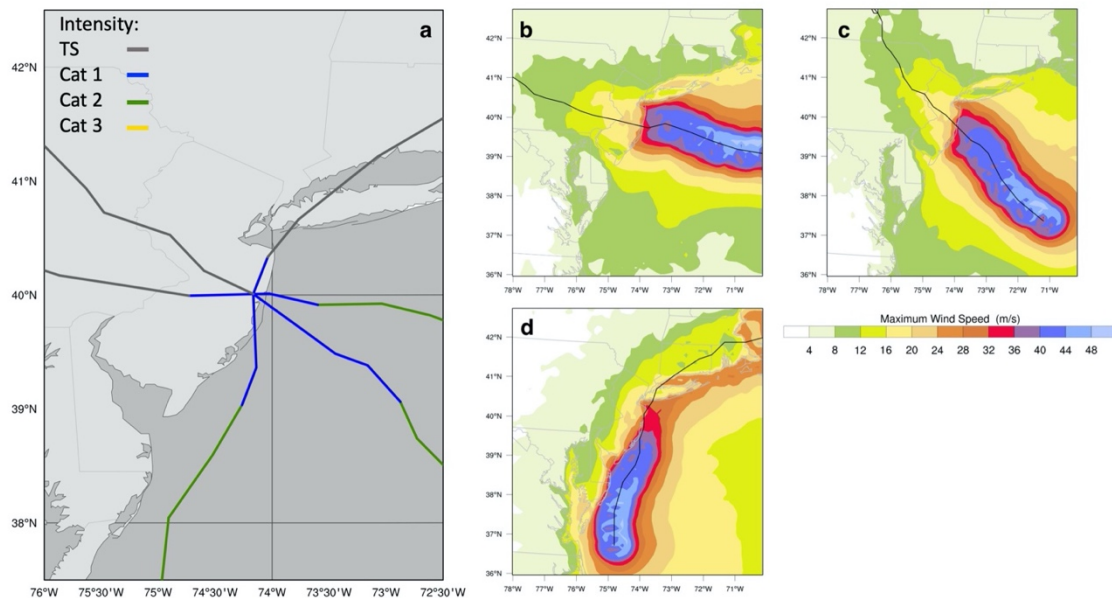 Intensity:
TS
Cat 1
Cat 2
Cat 3
a
42°N
41°N
40°N
39°N
38°N
76°W 75°30'W 75°W 74°30'W 74°W 73°30'W 73°W 72°30'W
b
42°N
41°N
40°N
39°N
38°N
37°N
36°N
78°W 77°W 76°W 75°W 74°W 73°W 72°W 71°W
c
42°N
41°N
40°N
39°N
38°N
37°N
36°N
78°W 77°W 76°W 75°W 74°W 73°W 72°W 71°W
d
42°N
41°N
40°N
39°N
38°N
37°N
36°N
78°W 77°W 76°W 75°W 74°W 73°W 72°W 71°W
Maximum Wind Speed (m/s)
4 8 12 16 20 24 28 32 36 40 44 48